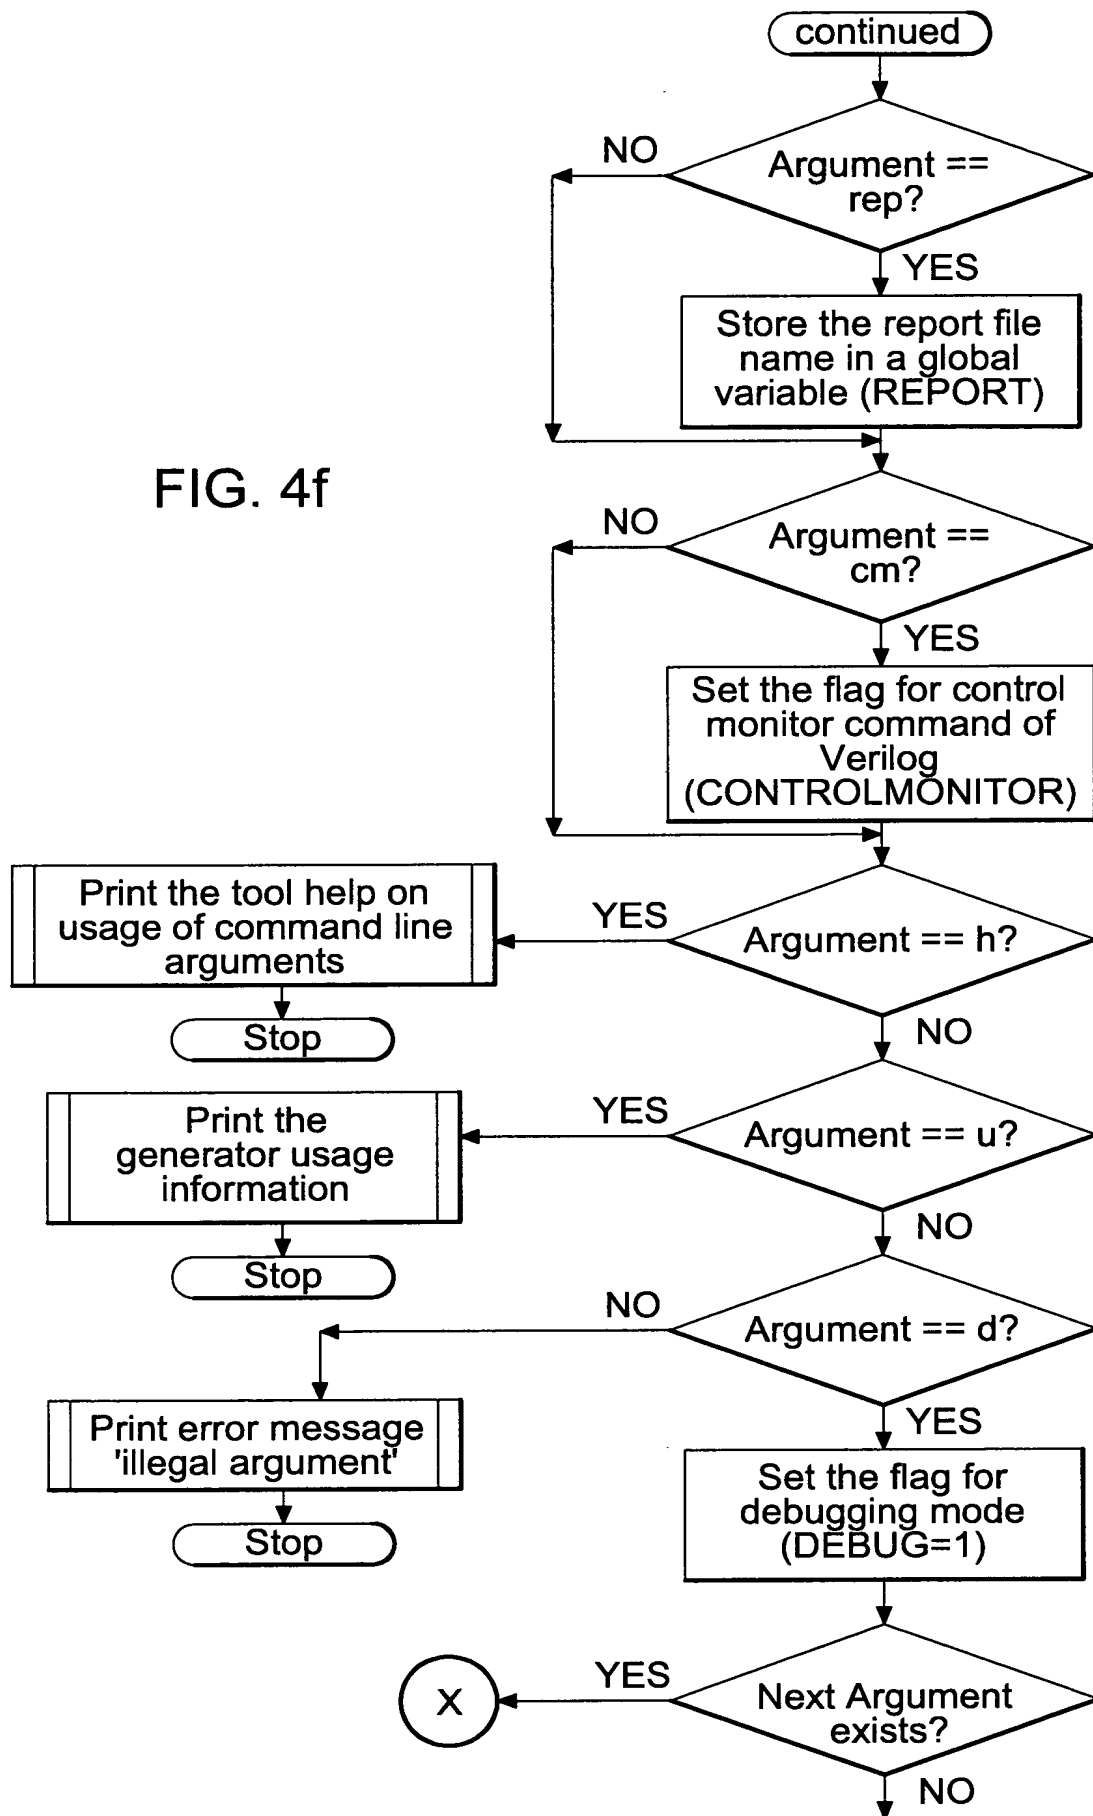 continued
NO
Argument ==
rep?
YES
Store the report file
name in a global
variable (REPORT)
FIG. 4f
NO
Argument ==
cm?
YES
Set the flag for control
monitor command of
Verilog
(CONTROLMONITOR)
Print the tool help on
usage of command line
arguments
YES
Argument == h?
Stop
NO
Print the
generator usage
information
YES
Argument == u?
NO
Stop
NO
Argument == d?
Print error message
'illegal argument'
YES
Stop
Set the flag for
debugging mode
(DEBUG=1)
X
YES
Next Argument
exists?
NO